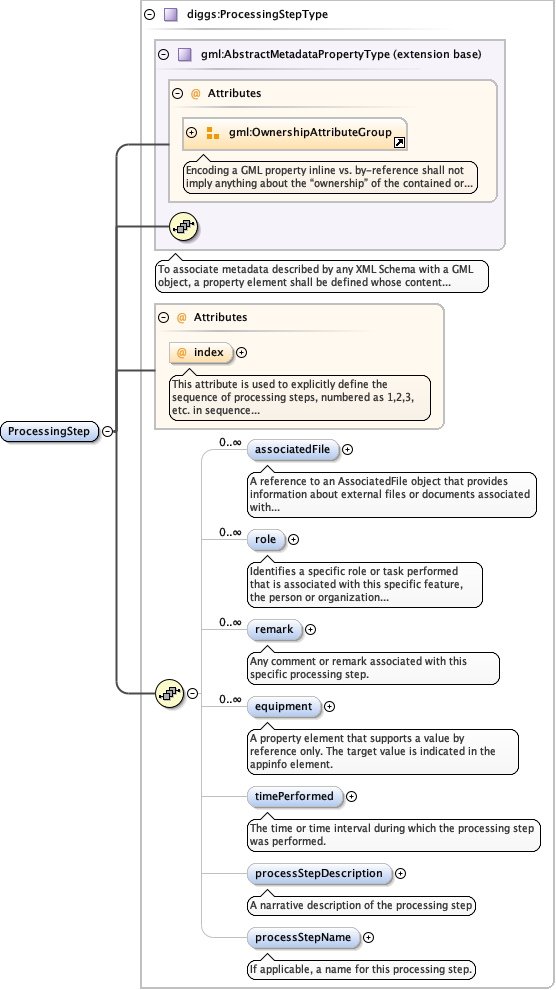 diggs:ProcessingStepType
gml:AbstractMetadataPropertyType (extension base)
@ Attributes
gml:OwnershipAttributeGroup
Encoding a GML property inline vs. by-reference shall not
imply anything about the “ownership” of the contained or...
To associate metadata described by any XML Schema with a GML
object, a property element shall be defined whose content...
@ Attributes
@ index
This attribute is used to explicitly define the
sequence of processing steps, numbered as 1,2,3,
etc. in sequence...
ProcessingStep
0..∞
associatedFile
A reference to an AssociatedFile object that provides
information about external files or documents associated
with...
0..∞
role
Identifies a specific role or task performed
that is associated with this specific feature,
the person or organization...
0..∞
remark
Any comment or remark associated with this
specific processing step.
0..∞
equipment
A property element that supports a value by
reference only. The target value is indicated in the
appinfo element.
timePerformed
The time or time interval during which the processing step
was performed.
processStepDescription
A narrative description of the processing step
processStepName
If applicable, a name for this processing step.